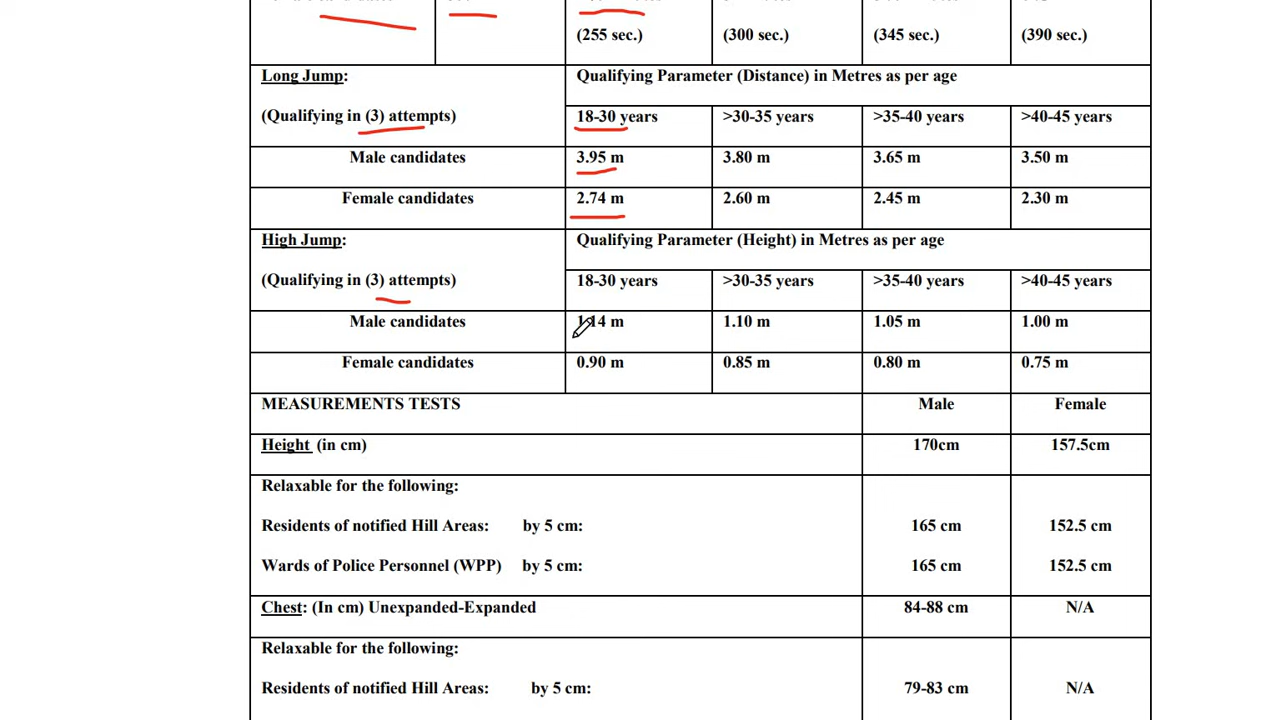 (255 sec.) (300 sec.) (345 sec.) (390 sec.)
Long Jump: Qualifying Parameter (Distance) in Metres as per age
(Qualifying in (3) attempts) 18-30 years >30-35 years >35-40 years >40-45 years
Male candidates 3.95 m 3.80 m 3.65 m 3.50 m
Female candidates 2.74 m 2.60 m 2.45 m 2.30 m
High Jump: Qualifying Parameter (Height) in Metres as per age
(Qualifying in (3) attempts) 18-30 years >30-35 years >35-40 years >40-45 years
Male candidates 1.14 m 1.10 m 1.05 m 1.00 m
Female candidates 0.90 m 0.85 m 0.80 m 0.75 m
MEASUREMENTS TESTS Male Female
Height (in cm) 170cm 157.5cm
Relaxable for the following:
Residents of notified Hill Areas: by 5 cm: 165 cm 152.5 cm
Wards of Police Personnel (WPP) by 5 cm: 165 cm 152.5 cm
Chest: (In cm) Unexpanded-Expanded 84-88 cm N/A
Relaxable for the following:
Residents of notified Hill Areas: by 5 cm: 79-83 cm N/A